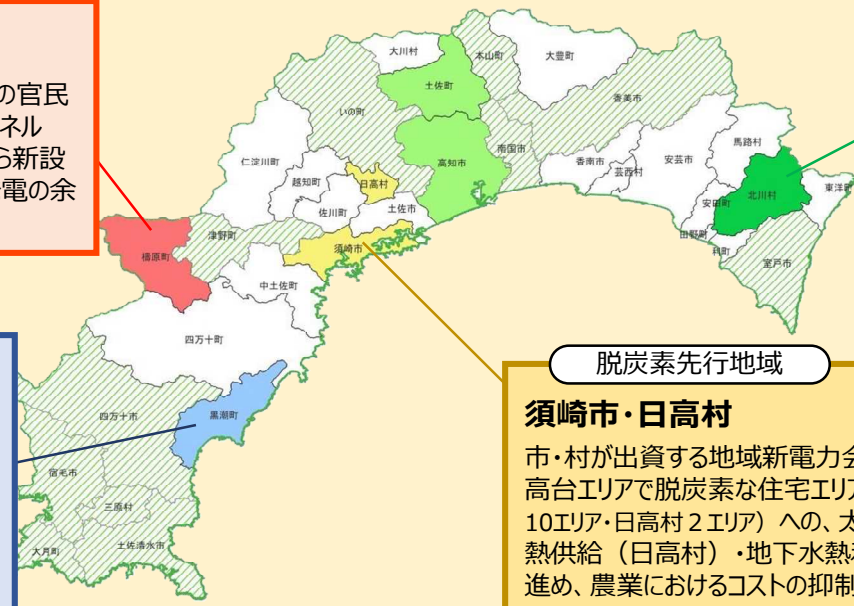 の官民
ネル
ら新設
電の余
大川村
本山町
大豊町
土佐町
いの町
香美市
仁淀川町
高知市
南国市
馬路村
越知町
日高村
香南市
芸西村
安芸市
佐川町
土佐市
安田町
北川村
東洋町
津野町
須崎市
田野町
梼原町
室戸市
中土佐町
四万十町
四万十市
黒潮町
宿毛市
三原村
大月町
土佐清水市
脱炭素先行地域
須崎市・日高村
市・村が出資する地域新電力会
高台エリアで脱炭素な住宅エリア
10エリア・日高村2エリア）への、太
熱供給（日高村）・地下水熱
進め、農業におけるコストの抑制